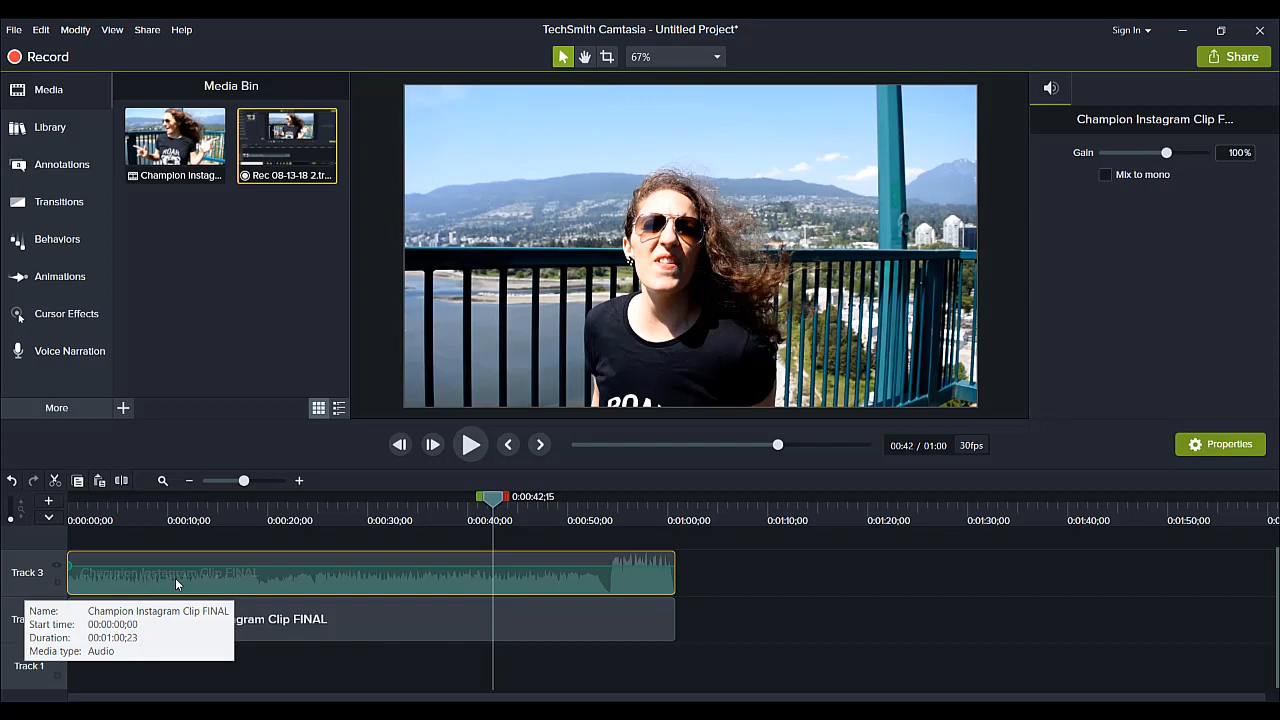 TechSmith Camtasia - Untitled Project*
File Edit Modify View Share Help
Sign In
Record
67%
Share
Media
Library
Annotations
Transitions
Behaviors
Animations
Cursor Effects
Voice Narration
More
Media Bin
Champion Instag...
Rec 08-13-18 2.tr...
Champion Instagram Clip F...
Gain 100%
Mix to mono
00:42 / 01:00 30fps
Properties
0:00:42;15
0:00:00;00 0:00:10;00 0:00:20;00 0:00:30;00 0:00:40;00 0:00:50;00 0:01:00;00 0:01:10;00 0:01:20;00 0:01:30;00 0:01:40;00 0:01:50;00
Track 3
Champion Instagram Clip FINAL
gram Clip FINAL
Name: Champion Instagram Clip FINAL
Start time: 00:00:00;00
Duration: 00:01:00;23
Media type: Audio
Track 1